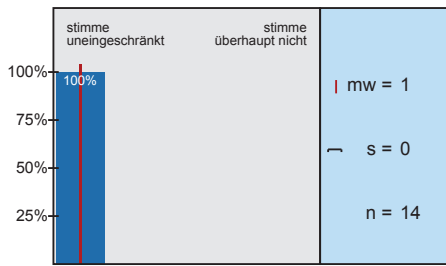 stimme
uneingeschränkt
stimme
überhaupt nicht
100%
75%
50%
25%
100%
mw = 1
s = 0
n = 14